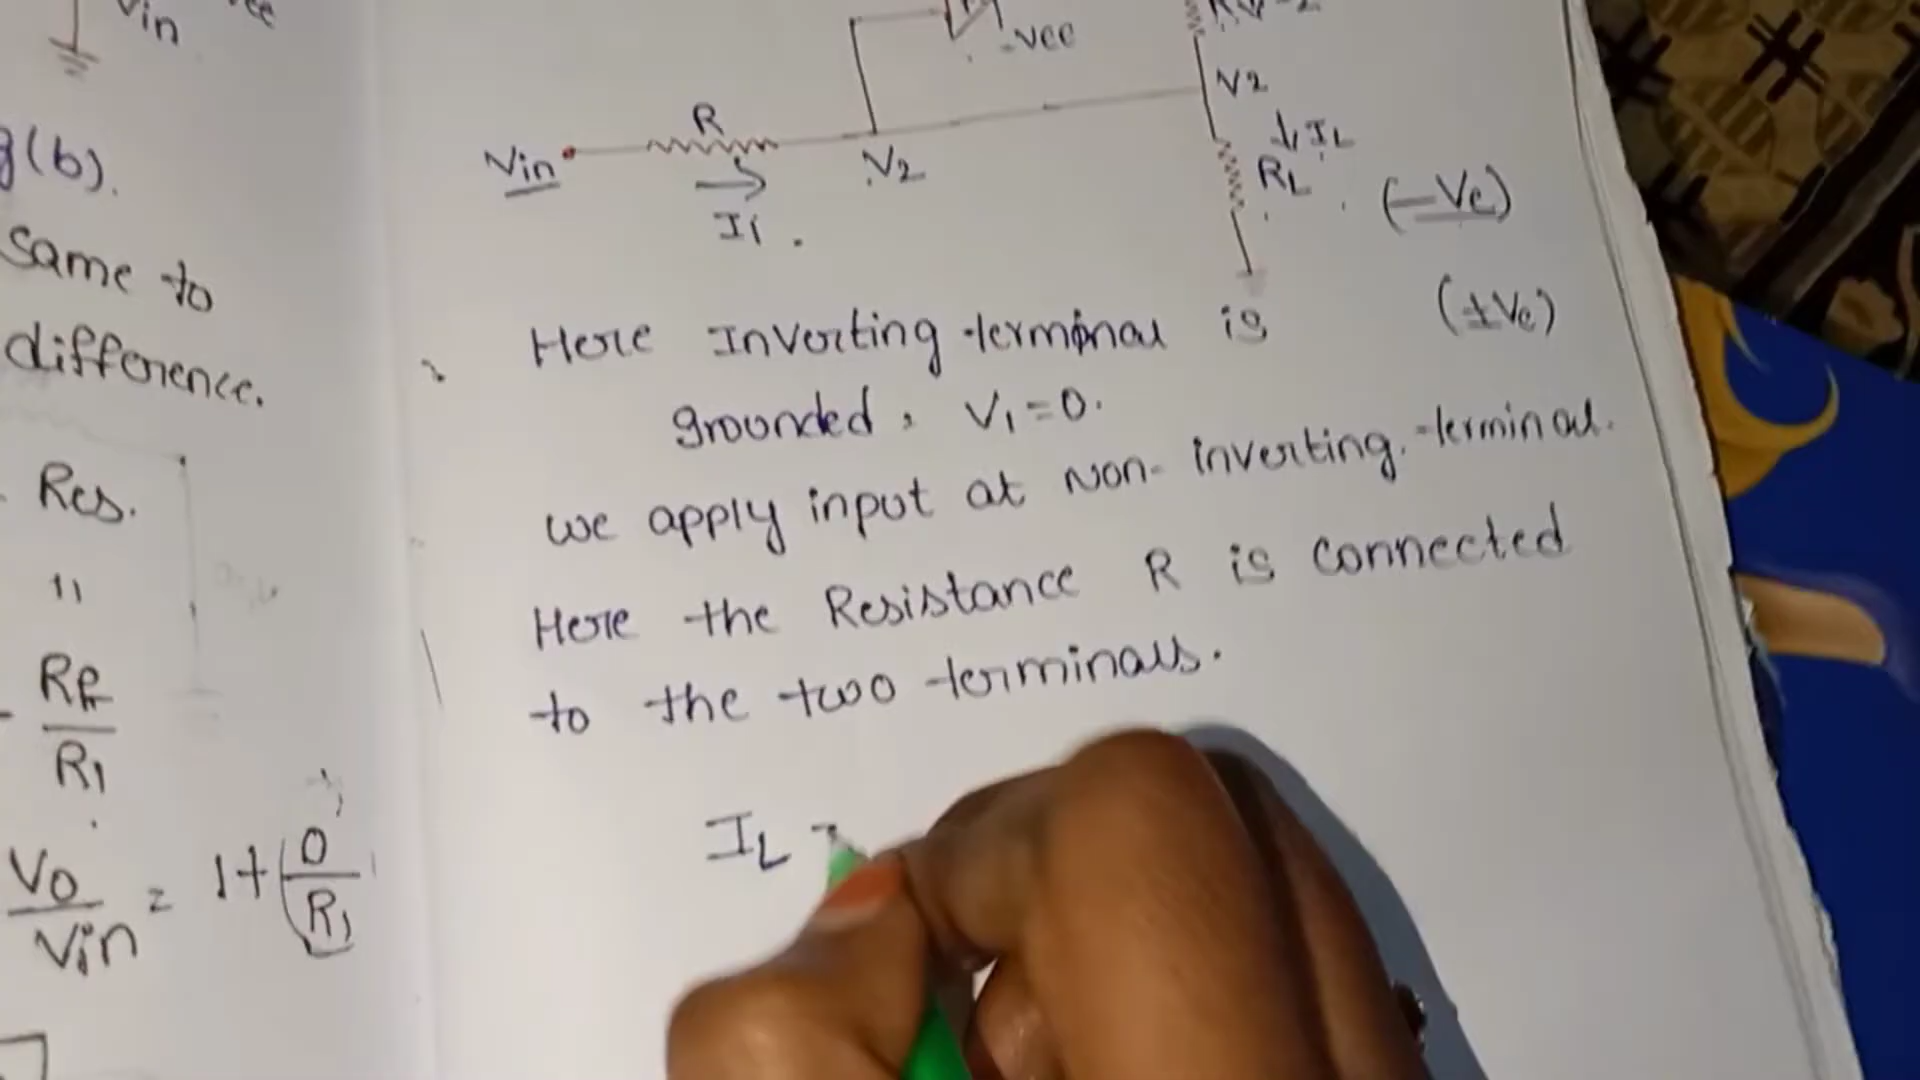 Vin
-VCC
V2
R
Vin
V2
I1
IL
RL
(-Ve)
(±Ve)
Here Inverting terminal is
grounded, V1=0.
we apply input at Non-inverting terminal.
Here the Resistance R is connected
to the two terminals.
IL
g(b).
same to
difference.
Res.
"
RF
R1
Vo
Vin
= 1+(0
R1